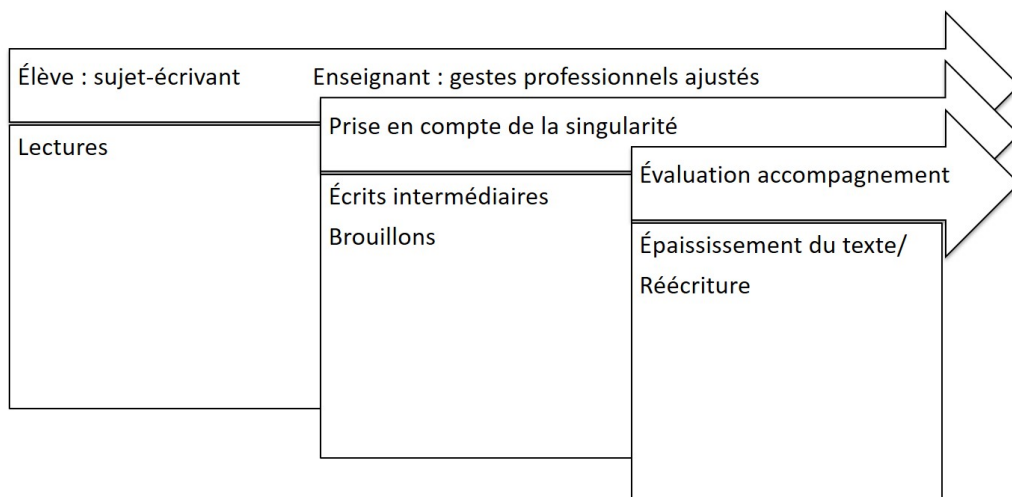 Élève : sujet-écrivant Enseignant : gestes professionnels ajustés
Prise en compte de la singularité
Lectures
Évaluation accompagnement
Écrits intermédiaires
Brouillons
Épaississement du texte/
Réécriture